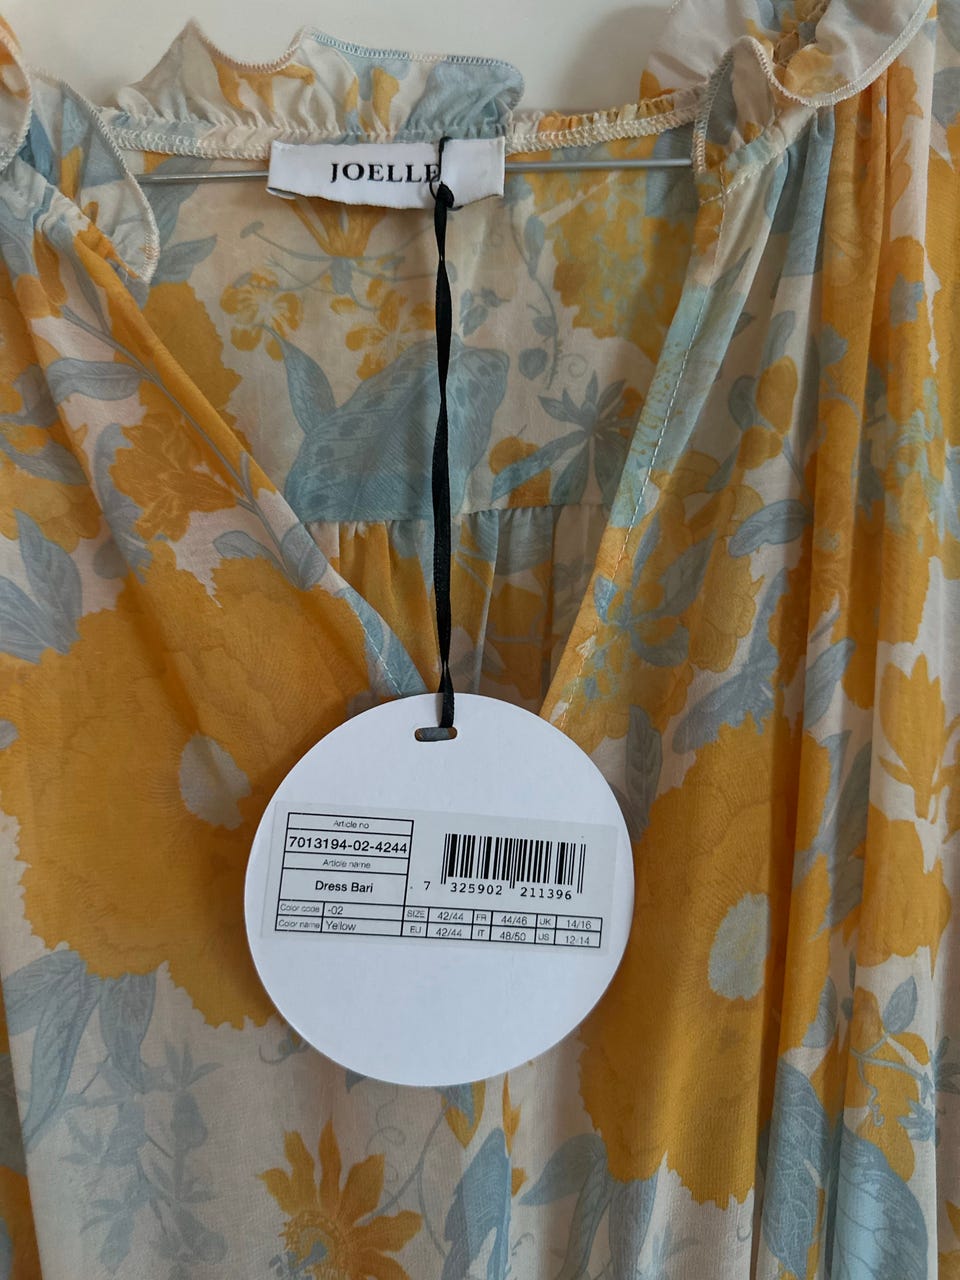 JOELLE
Article no
7013194-02-4244
Article name
Dress Bari
Color code -02
Color name Yellow
7 325902 211396
SIZE 42/44 FR 44/46 UK 14/16
EU 42/44 IT 48/50 US 12-14